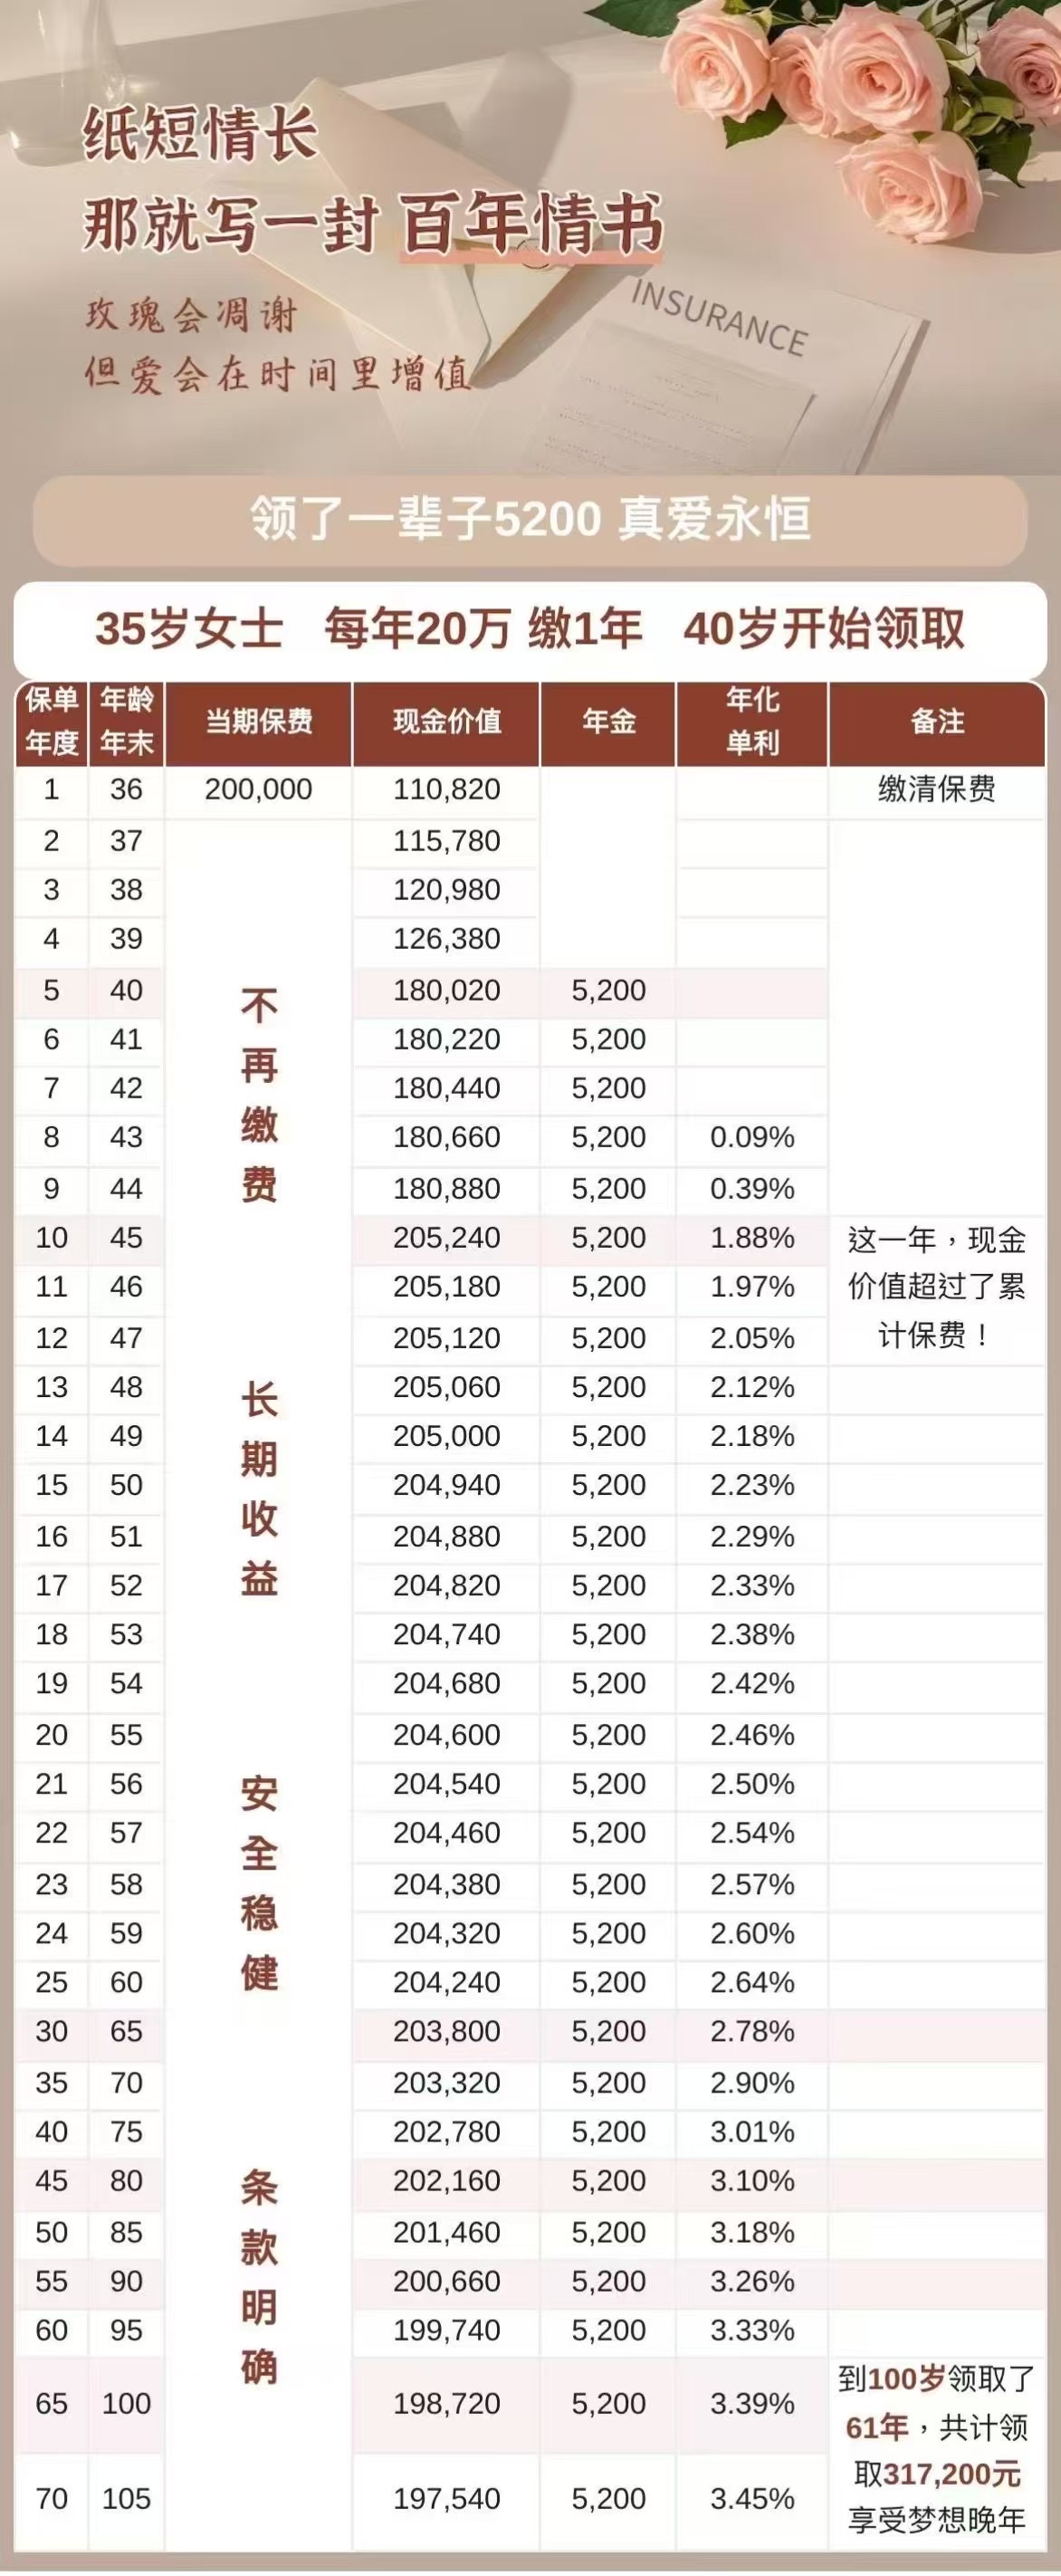 纸短情长
那就写一封 百年情书
玫瑰会凋谢
但爱会在时间里增值
INSURANCE
领了一辈子5200 真爱永恒
35岁女士 每年20万 缴1年 40岁开始领取
保单年度 年龄年末 当期保费 现金价值 年金 年化单利 备注
1 36 200,000 110,820 缴清保费
2 37 115,780
3 38 120,980
4 39 126,380
5 40 180,020 5,200
6 41 180,220 5,200
7 42 180,440 5,200
8 43 180,660 5,200 0.09%
9 44 180,880 5,200 0.39%
10 45 205,240 5,200 1.88%
11 46 205,180 5,200 1.97%
12 47 205,120 5,200 2.05%
这一年，现金
价值超过了累
计保费！
13 48 205,060 5,200 2.12%
14 49 205,000 5,200 2.18%
15 50 204,940 5,200 2.23%
16 51 204,880 5,200 2.29%
17 52 204,820 5,200 2.33%
18 53 204,740 5,200 2.38%
19 54 204,680 5,200 2.42%
20 55 204,600 5,200 2.46%
21 56 204,540 5,200 2.50%
22 57 204,460 5,200 2.54%
23 58 204,380 5,200 2.57%
24 59 204,320 5,200 2.60%
25 60 204,240 5,200 2.64%
30 65 203,800 5,200 2.78%
35 70 203,320 5,200 2.90%
40 75 202,780 5,200 3.01%
45 80 202,160 5,200 3.10%
50 85 201,460 5,200 3.18%
55 90 200,660 5,200 3.26%
60 95 199,740 5,200 3.33%
65 100 198,720 5,200 3.39%
70 105 197,540 5,200 3.45%
到100岁领取了
61年，共计领
取317,200元
享受梦想晚年
不再缴费
长期收益
安全稳健
条款明确